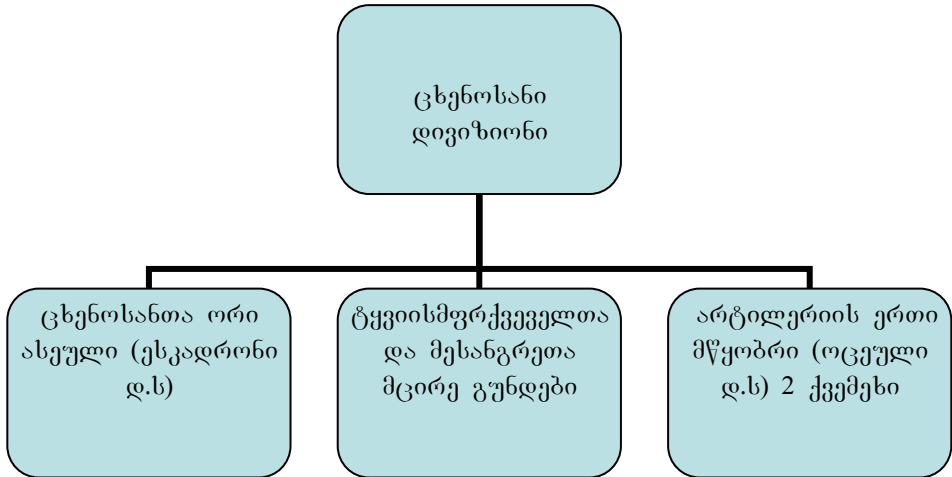 ცხენოსანი
დივიზიონი
ცხენოსანთა ორი
ასეული (ესკადრონი
დ.ს)
ტყვიისმფრქვეველთა
და მესანგრეთა
მცირე გუნდები
არტილერიის ერთი
მწყობრი (ოცეული
დ.ს) 2 ქვემეხი